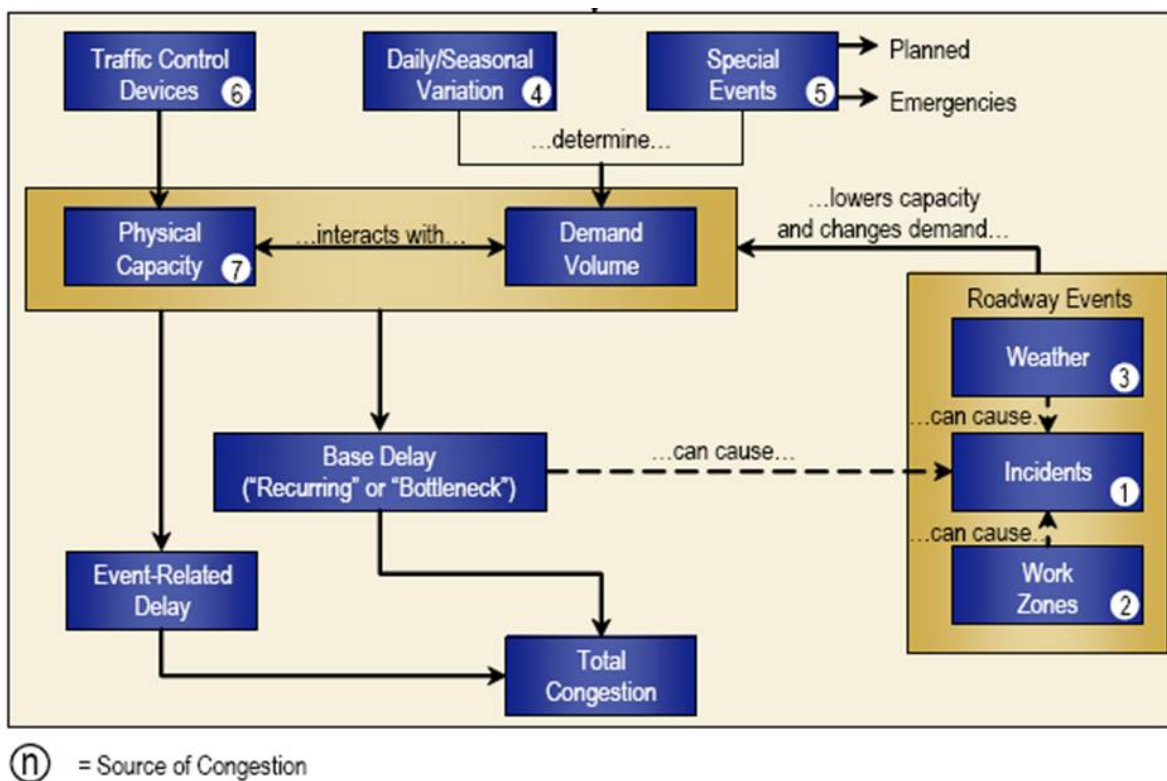 Traffic Control
Devices
6
Daily/Seasonal
Variation
4
Special
Events
5
Planned
Emergencies
…determine…
Physical
Capacity
7
…interacts with…
Demand
Volume
…lowers capacity
and changes demand…
Roadway Events
Weather
3
…can cause…
Incidents
1
…can cause…
Work
Zones
2
Base Delay
(“Recurring” or “Bottleneck”)
…can cause…
Event-Related
Delay
Total
Congestion
n = Source of Congestion